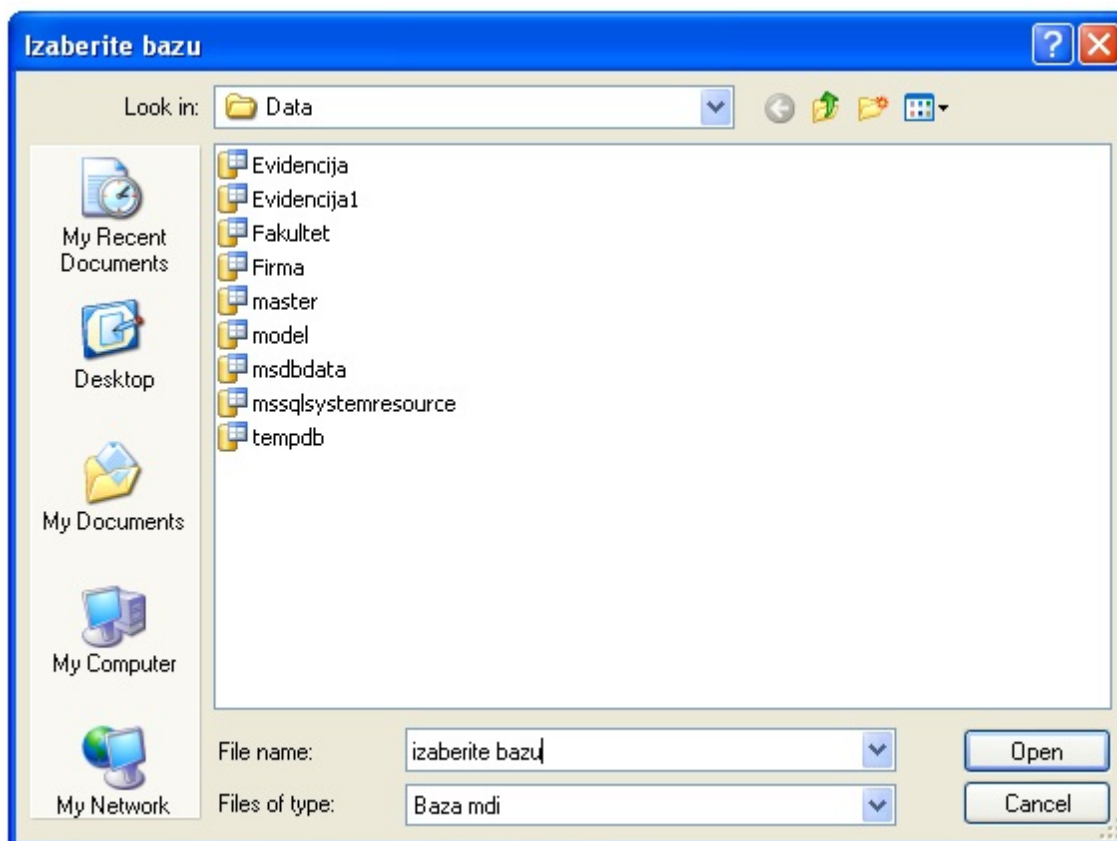 Izaberite bazu
Look in:
Data
My Recent
Documents
Desktop
My Documents
My Computer
My Network
Evidencija
Evidencija1
Fakultet
Firma
master
model
msdbdata
mssqlsystemresource
tempdb
File name:
izaberite bazu
Open
Files of type:
Baza mdi
Cancel